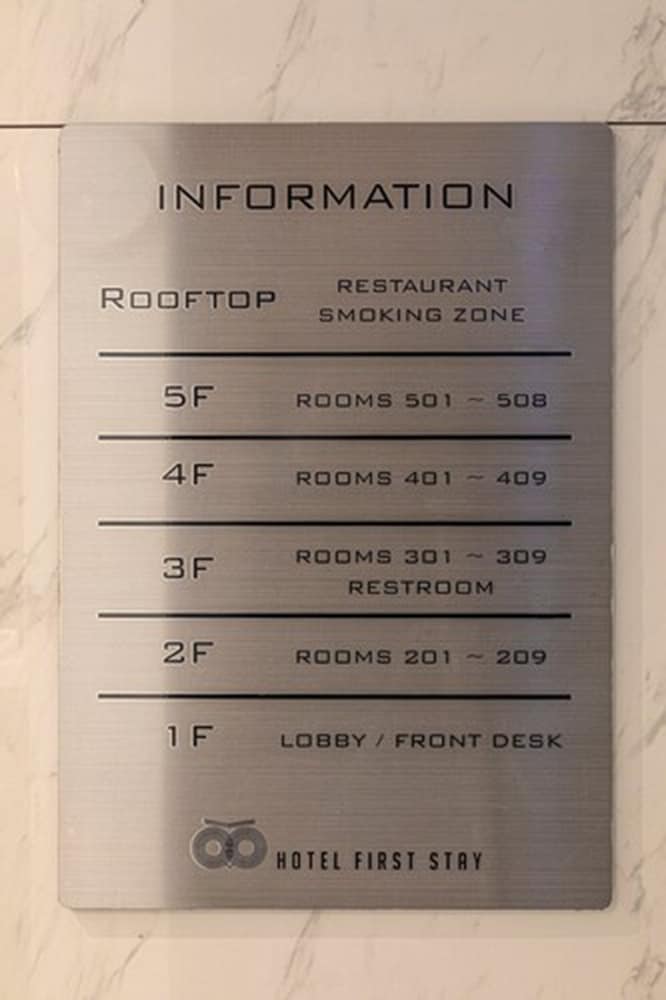 INFORMATION
ROOFTOP
RESTAURANT
SMOKING ZONE
5F ROOMS 501 ~ 508
4F ROOMS 401 ~ 409
3F
ROOMS 301 ~ 309
RESTROOM
2F ROOMS 201 ~ 209
1F LOBBY / FRONT DESK
HOTEL FIRST STAY